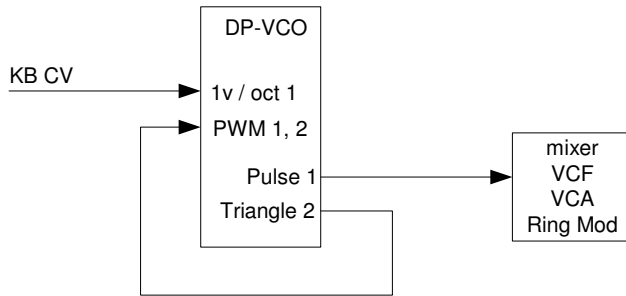 DP-VCO
KB CV
1v / oct 1
PWM 1, 2
Pulse 1
Triangle 2
mixer
VCF
VCA
Ring Mod